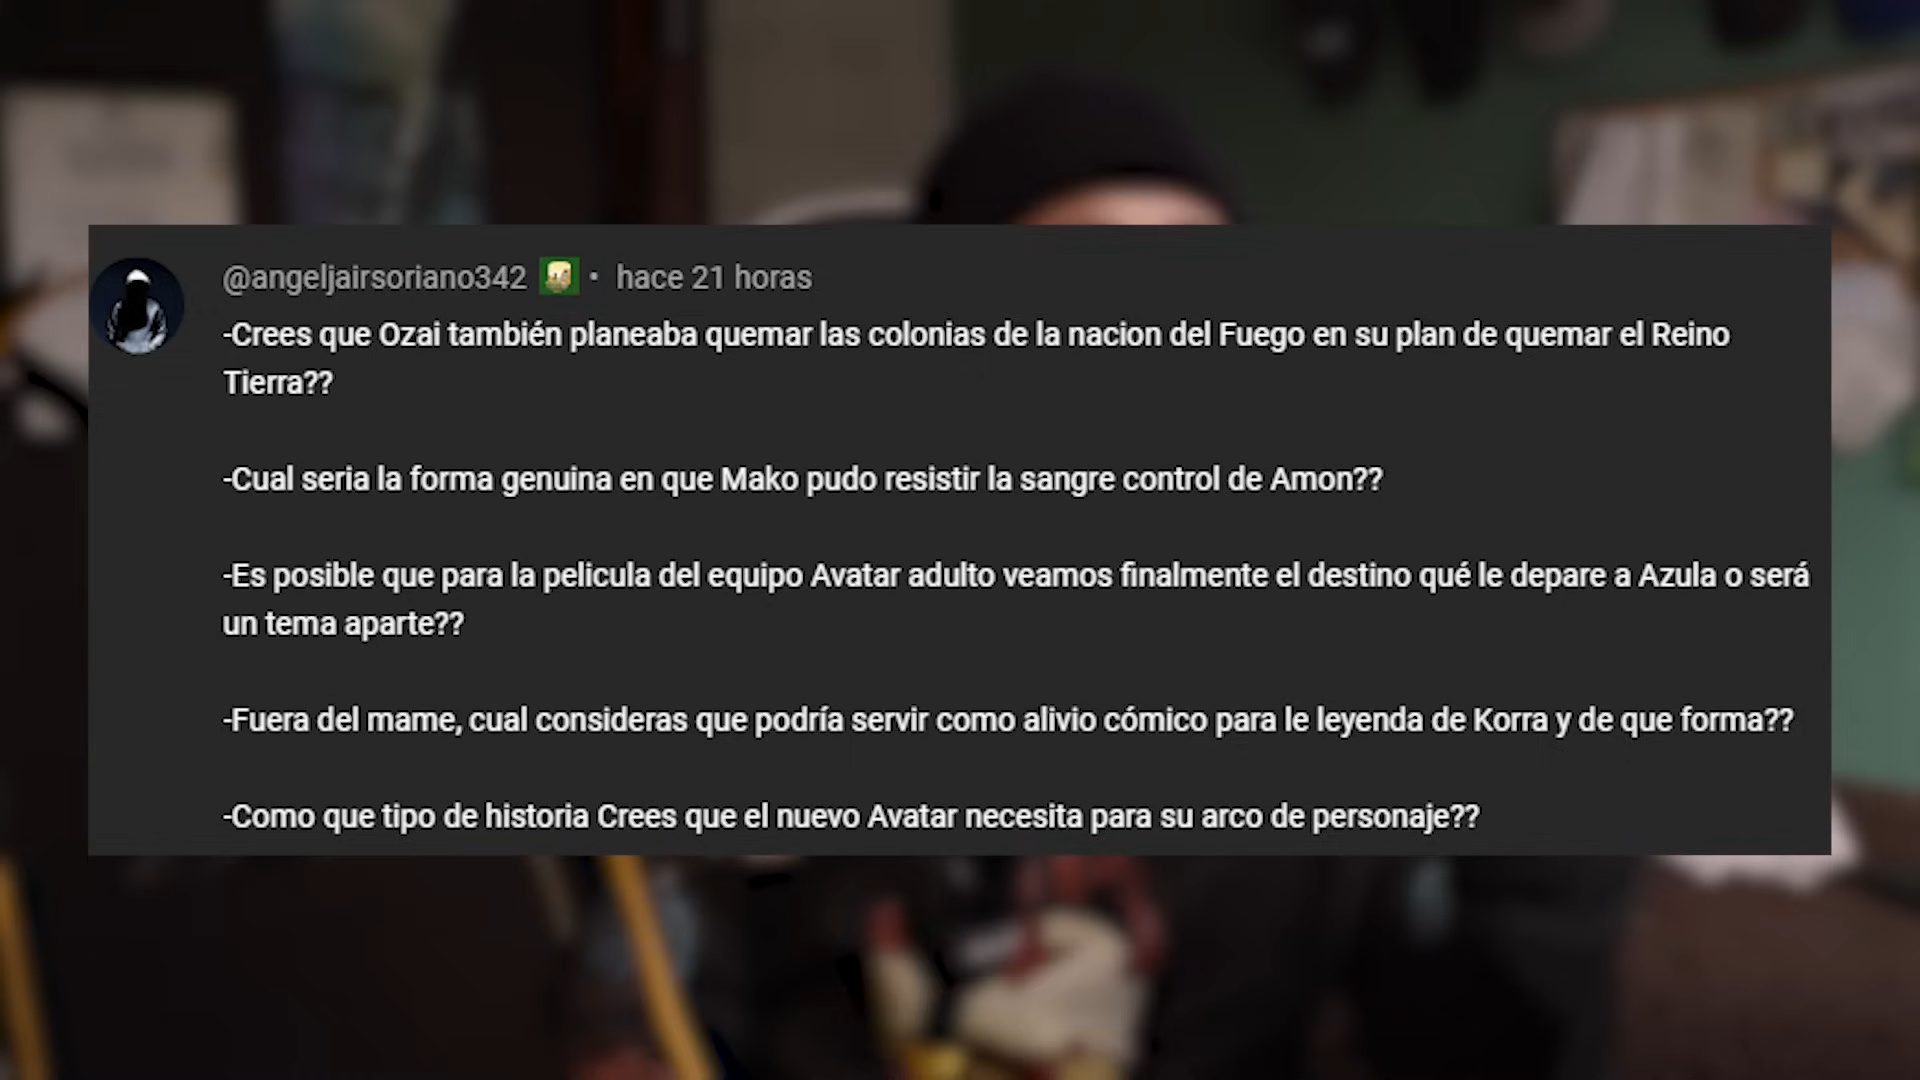 @angeljairsoriano342 · hace 21 horas
-Crees que Ozai también planeaba quemar las colonias de la nacion del Fuego en su plan de quemar el Reino
Tierra??
-Cual seria la forma genuina en que Mako pudo resistir la sangre control de Amon??
-Es posible que para la pelicula del equipo Avatar adulto veamos finalmente el destino qué le depare a Azula o será
un tema aparte??
-Fuera del mame, cual consideras que podría servir como alivio cómico para le leyenda de Korra y de que forma??
-Como que tipo de historia Crees que el nuevo Avatar necesita para su arco de personaje??